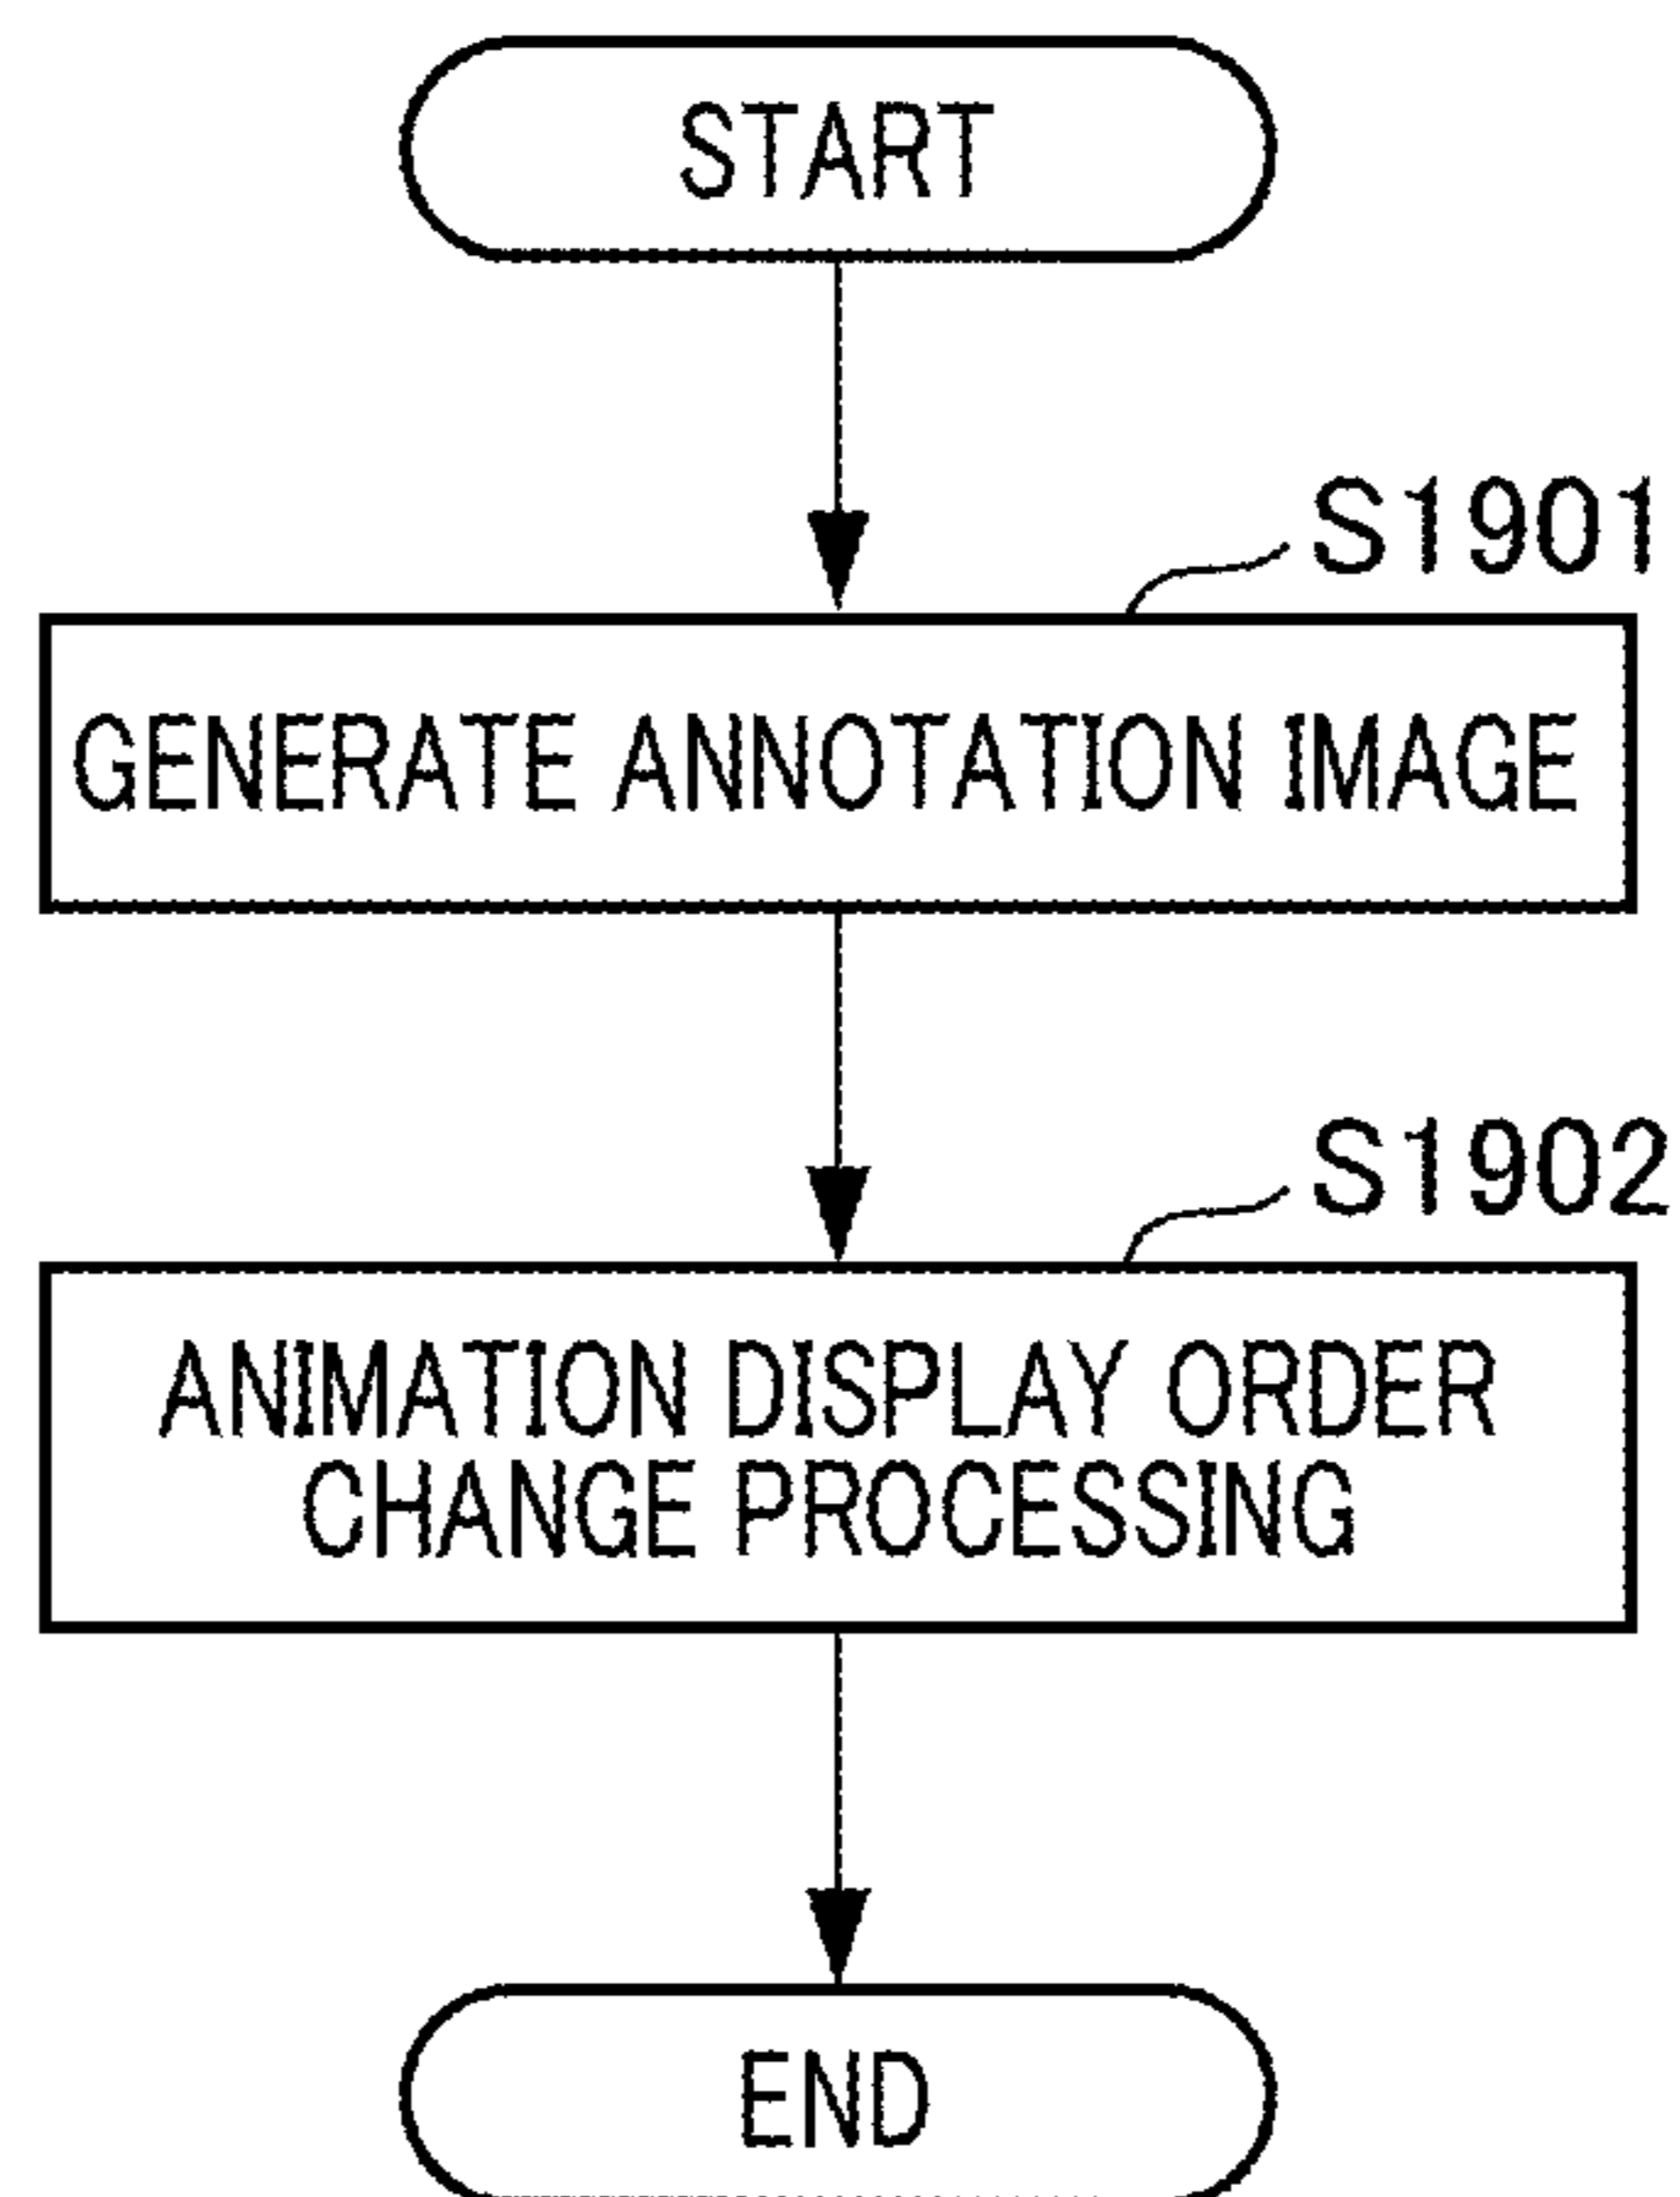 START
S1901
GENERATE ANNOTATION IMAGE
S1902
ANIMATION DISPLAY ORDER
CHANGE PROCESSING
END